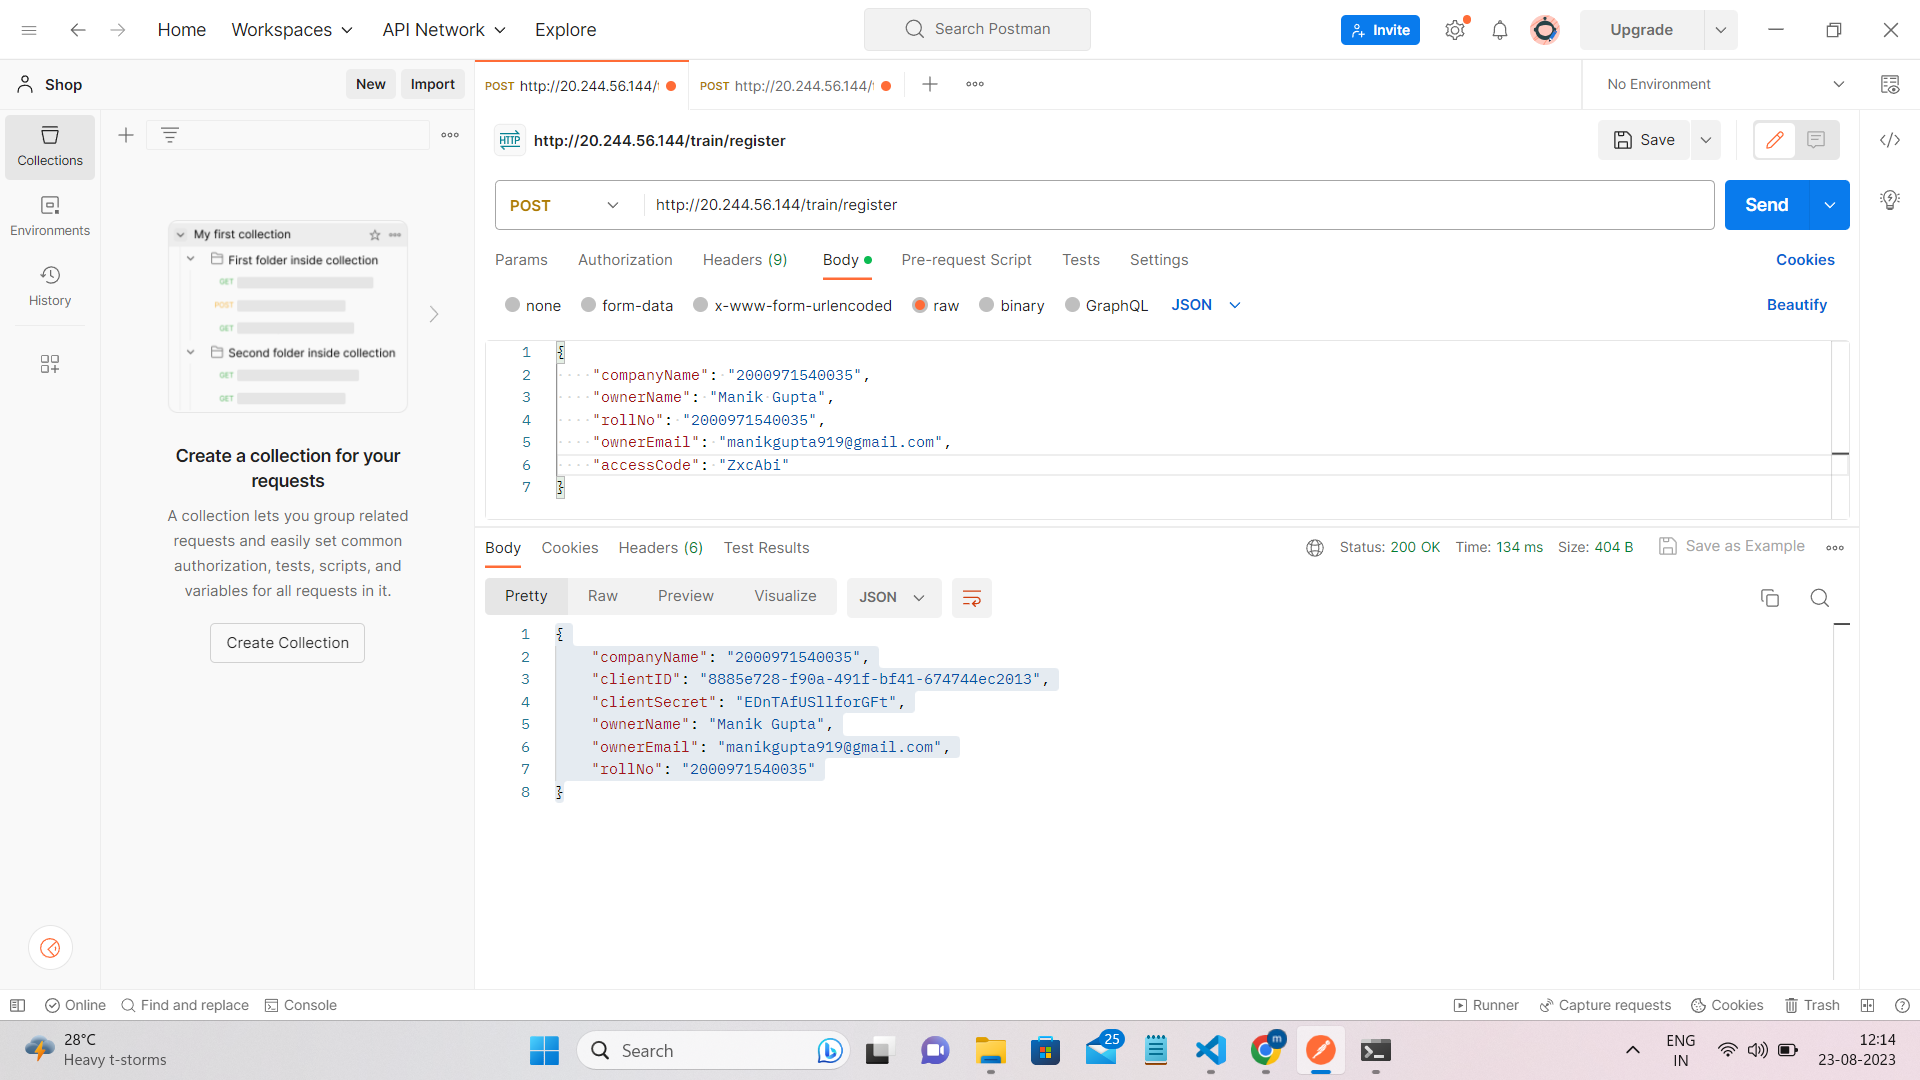 Home Workspaces API Network Explore
Search Postman
Invite
Upgrade
Shop
New Import
POST http://20.244.56.144/
POST http://20.244.56.144/
No Environment
Collections
Environments
History
My first collection
First folder inside collection
GET
POST
GET
Second folder inside collection
GET
GET
Create a collection for your
requests
A collection lets you group related
requests and easily set common
authorization, tests, scripts, and
variables for all requests in it.
Create Collection
HTTP http://20.244.56.144/train/register
Save
POST http://20.244.56.144/train/register
Send
Params Authorization Headers (9) Body Pre-request Script Tests Settings
Cookies
none form-data x-www-form-urlencoded raw binary GraphQL JSON
Beautify
1 {
2 "companyName": "2000971540035",
3 "ownerName": "Manik Gupta",
4 "rollNo": "2000971540035",
5 "ownerEmail": "manikgupta919@gmail.com",
6 "accessCode": "ZxcAbi"
7 }
Body Cookies Headers (6) Test Results
Status: 200 OK Time: 134 ms Size: 404 B Save as Example
Pretty Raw Preview Visualize JSON
1 {
2 "companyName": "2000971540035",
3 "clientID": "8885e728-f90a-491f-bf41-674744ec2013",
4 "clientSecret": "EDnTAfUSllforGFt",
5 "ownerName": "Manik Gupta",
6 "ownerEmail": "manikgupta919@gmail.com",
7 "rollNo": "2000971540035"
8 }
Online Find and replace Console
Runner Capture requests Cookies Trash
28°C
Heavy t-storms
Search
25
m
ENG
IN
12:14
23-08-2023